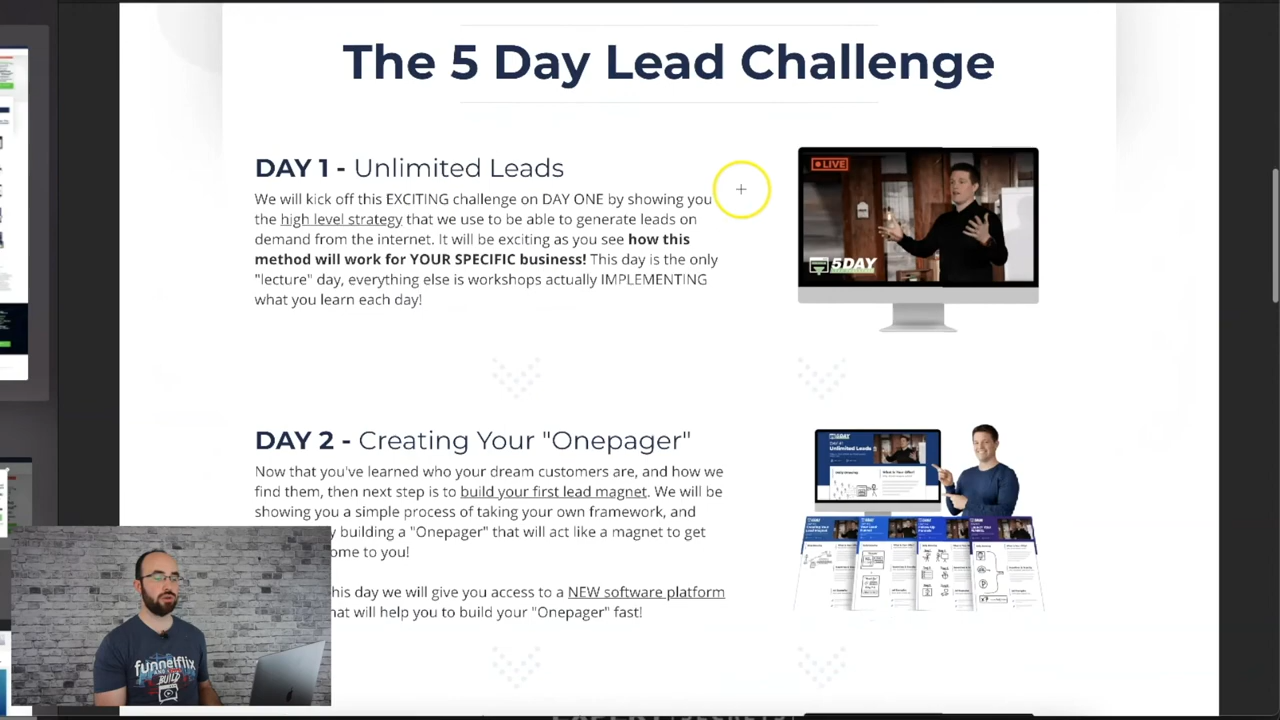 The 5 Day Lead Challenge
DAY 1 - Unlimited Leads
We will kick off this EXCITING challenge on DAY ONE by showing you
the high level strategy that we use to be able to generate leads on
demand from the internet. It will be exciting as you see how this
method will work for YOUR SPECIFIC business! This day is the only
"lecture" day, everything else is workshops actually IMPLEMENTING
what you learn each day!
LIVE
5DAY
DAY 2 - Creating Your "Onepager"
Now that you've learned who your dream customers are, and how we
find them, then next step is to build your first lead magnet. We will be
showing you a simple process of taking your own framework, and
building a "Onepager" that will act like a magnet to get
to you!
this day we will give you access to a NEW software platform
that will help you to build your "Onepager" fast!
Unlimited Leads
funnelflix
BUILD